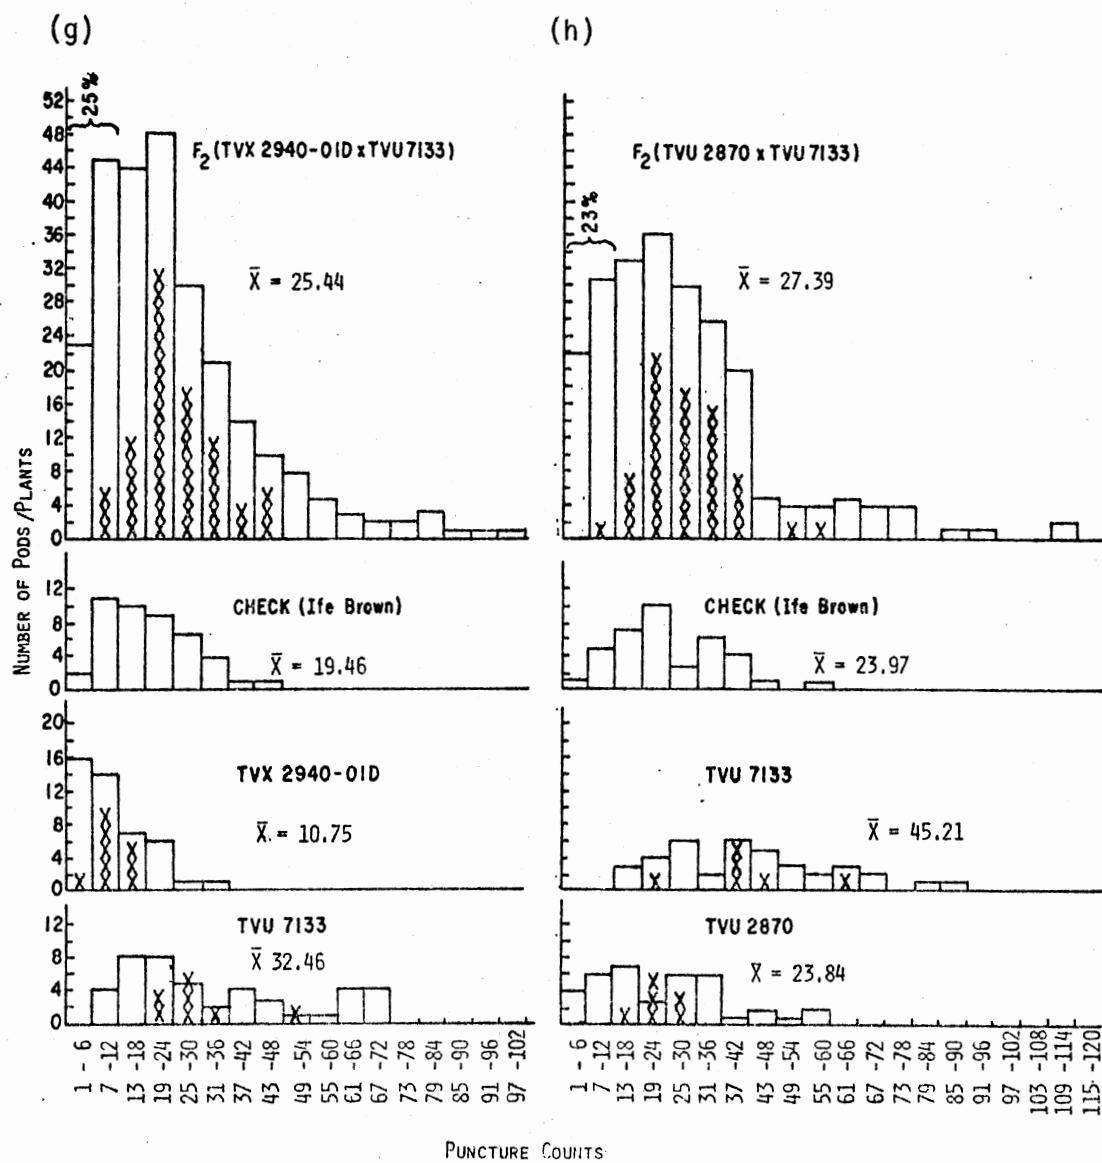 (g)
(h)
25%
F2(TVX 2940-01D x TVU 7133)
X̄ = 25.44
52
48
44
40
36
32
28
24
20
16
12
8
4
0
23%
F2(TVU 2870 x TVU 7133)
X̄ = 27.39
NUMBER OF PODS/PLANTS
12
8
4
0
CHECK (Ife Brown)
X̄ = 19.46
CHECK (Ife Brown)
X̄ = 23.97
20
16
12
8
4
0
TVX 2940-01D
X̄ = 10.75
TVU 7133
X̄ = 45.21
12
8
4
0
TVU 7133
X̄ 32.46
TVU 2870
X̄ = 23.84
1 - 6
7 -12
13 -18
19 -24
25 -30
31 -36
37 -42
43 -48
49 -54
55 -60
61 -66
67 -72
73 -78
79 -84
85 -90
91 -96
97 -102
1 - 6
7 -12
13 -18
19 -24
25 -30
31 -36
37 -42
43 -48
49 -54
55 -60
61 -66
67 -72
73 -78
79 -84
85 -90
91 -96
97 -102
103 -108
109 -114
115-120
PUNCTURE COUNTS